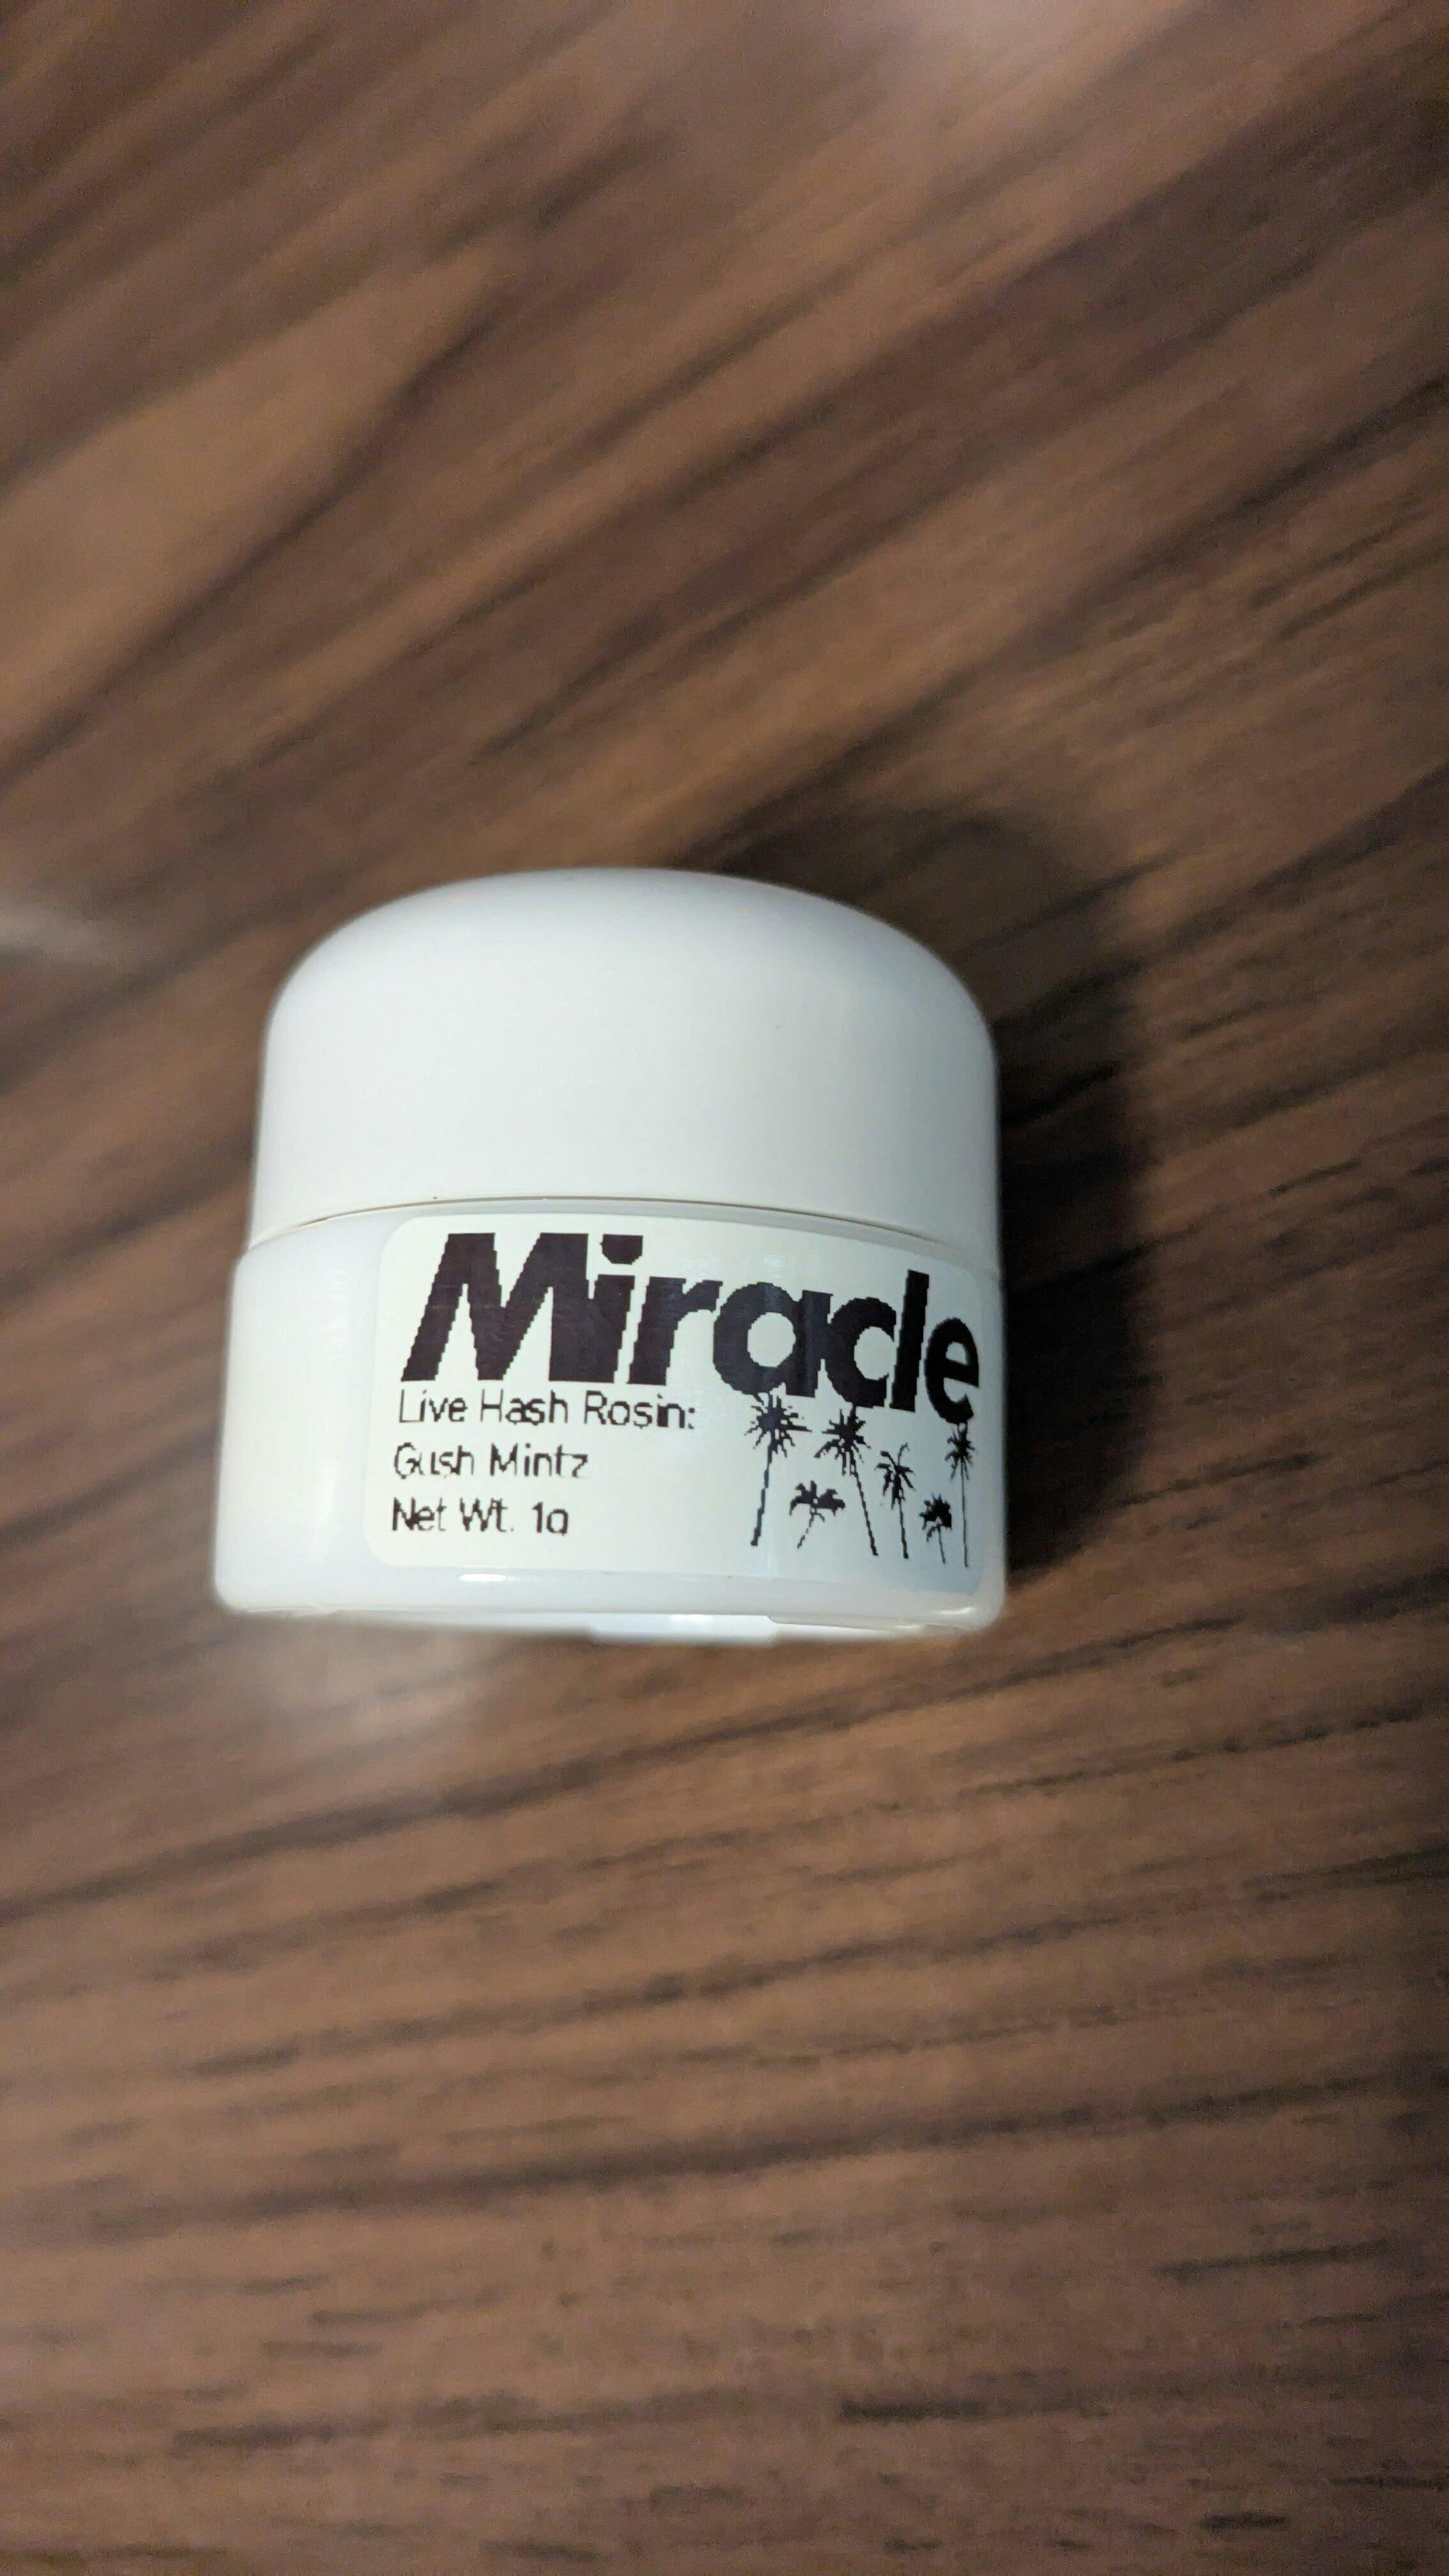 Miracle
Live Hash Rosin:
Gush Mintz
Net Wt. 1g